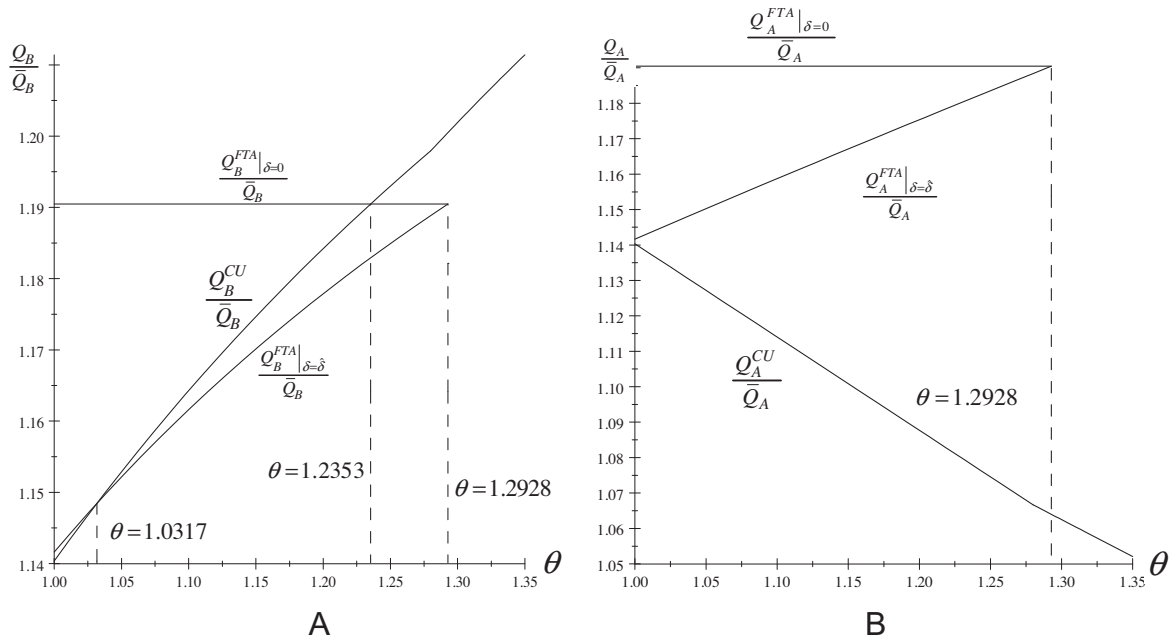 Q_B / Q̄_B
1.20
1.19
1.18
1.17
1.16
1.15
1.14
1.00 1.05 1.10 1.15 1.20 1.25 1.30 1.35
θ
Q_B^{FTA}|_{δ=0} / Q̄_B
Q_B^{CU} / Q̄_B
Q_B^{FTA}|_{δ=δ̂} / Q̄_B
θ=1.2353
θ=1.2928
θ=1.0317
A
Q_A^{FTA}|_{δ=0} / Q̄_A
Q_A / Q̄_A
1.18
1.17
1.16
1.15
1.14
1.13
1.12
1.11
1.10
1.09
1.08
1.07
1.06
1.05
1.00 1.05 1.10 1.15 1.20 1.25 1.30 1.35
θ
Q_A^{FTA}|_{δ=δ̂} / Q̄_A
Q_A^{CU} / Q̄_A
θ=1.2928
B